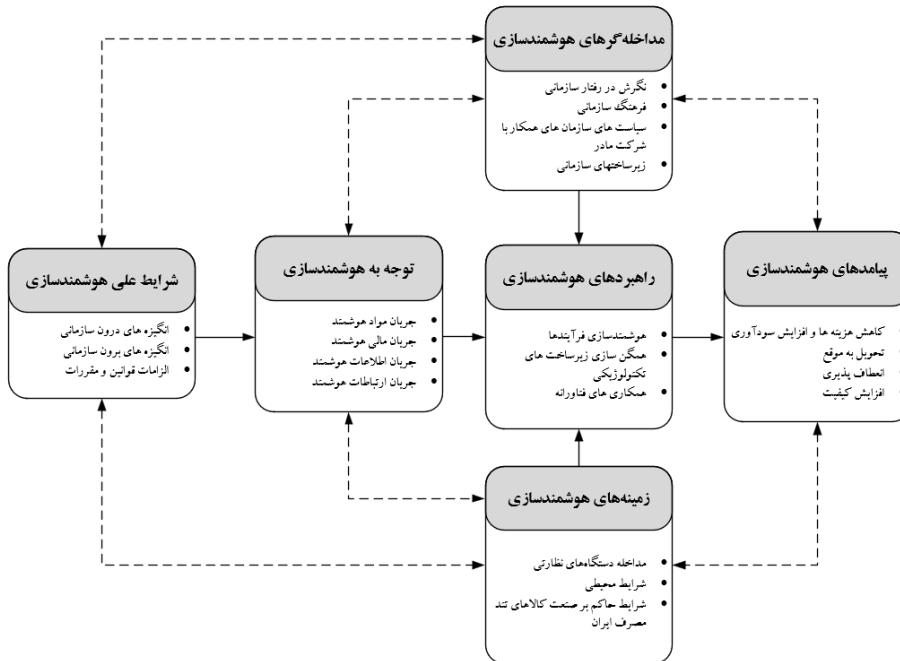 مداخله‌گرهای هوشمندسازی
نگرش در رفتار سازمانی
فرهنگ سازمانی
سیاست های سازمان های همکار با
شرکت مادر
زیرساختهای سازمانی
شرایط علی هوشمندسازی
انگیزه های درون سازمانی
انگیزه های برون سازمانی
الزامات قوانین و مقررات
توجه به هوشمندسازی
جریان مواد هوشمند
جریان مالی هوشمند
جریان اطلاعات هوشمند
جریان ارتباطات هوشمند
راهبردهای هوشمندسازی
هوشمندسازی فرآیندها
همگن سازی زیرساخت های
تکنولوژیکی
همکاری های فناورانه
پیامدهای هوشمندسازی
کاهش هزینه ها و افزایش سودآوری
تحویل به موقع
انعطاف پذیری
افزایش کیفیت
زمینه‌های هوشمندسازی
مداخله دستگاه‌های نظارتی
شرایط محیطی
شرایط حاکم بر صنعت کالاهای تند
مصرف ایران